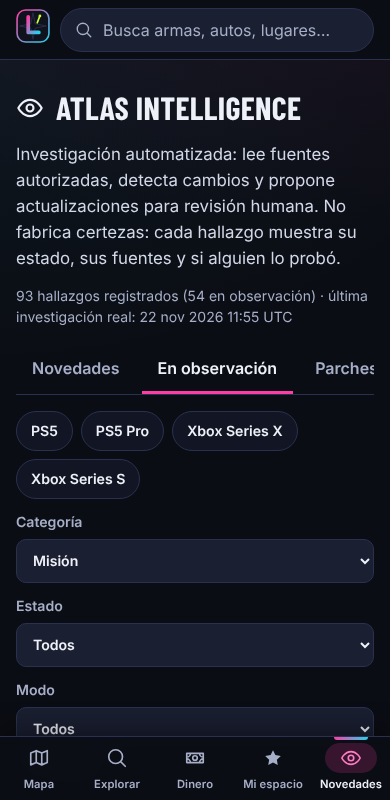 Busca armas, autos, lugares...
ATLAS INTELLIGENCE
Investigación automatizada: lee fuentes
autorizadas, detecta cambios y propone
actualizaciones para revisión humana. No
fabrica certezas: cada hallazgo muestra su
estado, sus fuentes y si alguien lo probó.
93 hallazgos registrados (54 en observación) · última
investigación real: 22 nov 2026 11:55 UTC
Novedades En observación Parches
PS5 PS5 Pro Xbox Series X
Xbox Series S
Categoría
Misión
Estado
Todos
Modo
Todos
Mapa Explorar Dinero Mi espacio Novedades